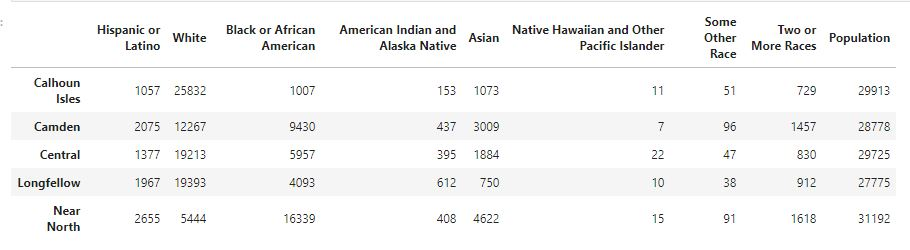 Hispanic or Latino White Black or African American American Indian and Alaska Native Asian Native Hawaiian and Other Pacific Islander Some Other Race Two or More Races Population
Calhoun Isles 1057 25832 1007 153 1073 11 51 729 29913
Camden 2075 12267 9430 437 3009 7 96 1457 28778
Central 1377 19213 5957 395 1884 22 47 830 29725
Longfellow 1967 19393 4093 612 750 10 38 912 27775
Near North 2655 5444 16339 408 4622 15 91 1618 31192